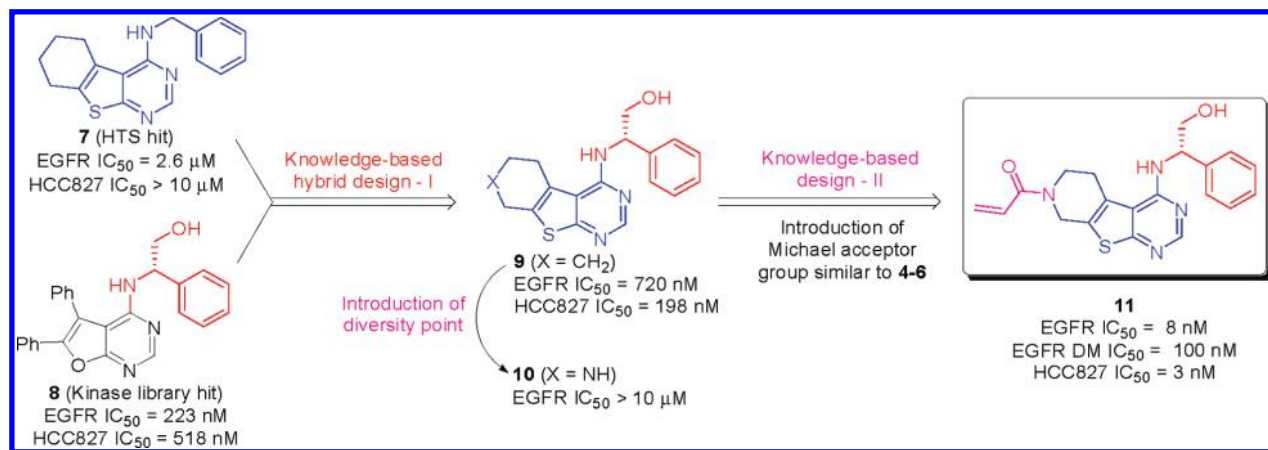 HN
N
N
S
7 (HTS hit)
EGFR IC50 = 2.6 μM
HCC827 IC50 > 10 μM
OH
HN
Ph
Ph
N
N
O
8 (Kinase library hit)
EGFR IC50 = 223 nM
HCC827 IC50 = 518 nM
Knowledge-based
hybrid design - I
OH
HN
X
N
N
S
9 (X = CH2)
EGFR IC50 = 720 nM
HCC827 IC50 = 198 nM
Introduction of
diversity point
10 (X = NH)
EGFR IC50 > 10 μM
Knowledge-based
design - II
Introduction of
Michael acceptor
group similar to 4-6
OH
O
HN
N
N
N
S
11
EGFR IC50 = 8 nM
EGFR DM IC50 = 100 nM
HCC827 IC50 = 3 nM